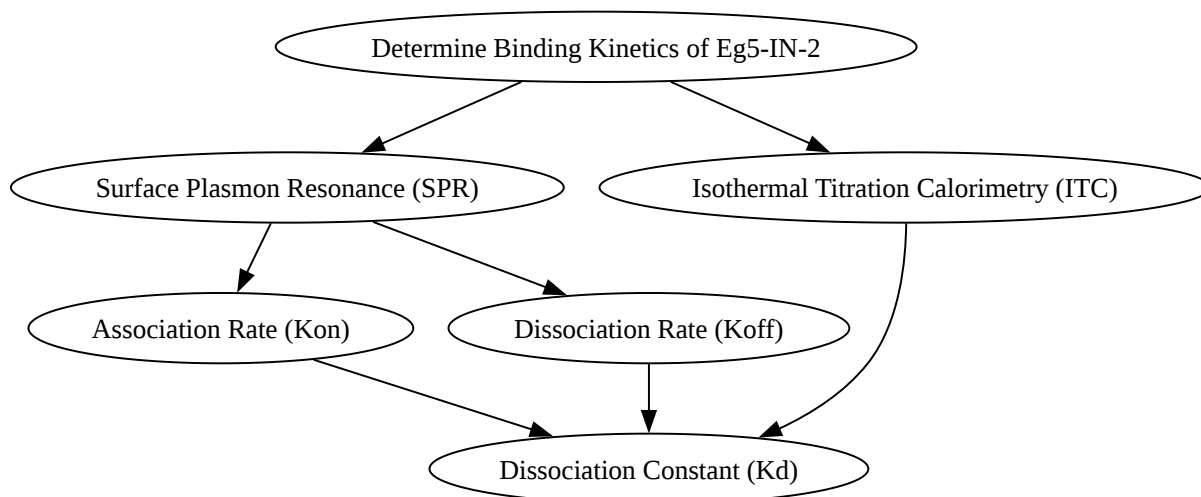 Determine Binding Kinetics of Eg5-IN-2
Surface Plasmon Resonance (SPR)
Isothermal Titration Calorimetry (ITC)
Association Rate (Kon)
Dissociation Rate (Koff)
Dissociation Constant (Kd)